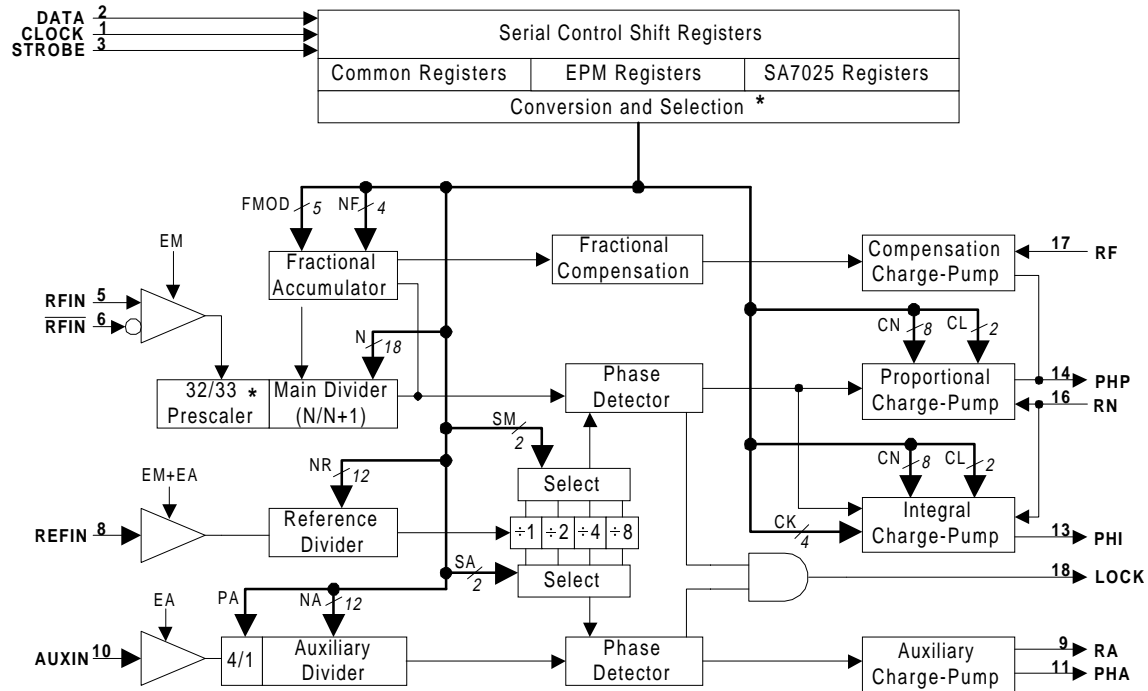 DATA 2
CLOCK 1
STROBE 3
Serial Control Shift Registers
Common Registers EPM Registers SA7025 Registers
Conversion and Selection *
FMOD 5 NF 4
EM
Fractional
Accumulator
Fractional
Compensation
Compensation
Charge-Pump
17 RF
RFIN 5
RFIN 6
N 18
CN 8 CL 2
32/33 *
Prescaler
Main Divider
(N/N+1)
Phase
Detector
Proportional
Charge-Pump
14 PHP
16 RN
SM 2
EM+EA
NR 12
Select
CN 8 CL 2
REFIN 8
Reference
Divider
÷1 ÷2 ÷4 ÷8
CK 4
Integral
Charge-Pump
13 PHI
SA 2
Select
18 LOCK
EA
PA NA 12
AUXIN 10
4/1
Auxiliary
Divider
Phase
Detector
Auxiliary
Charge-Pump
9 RA
11 PHA